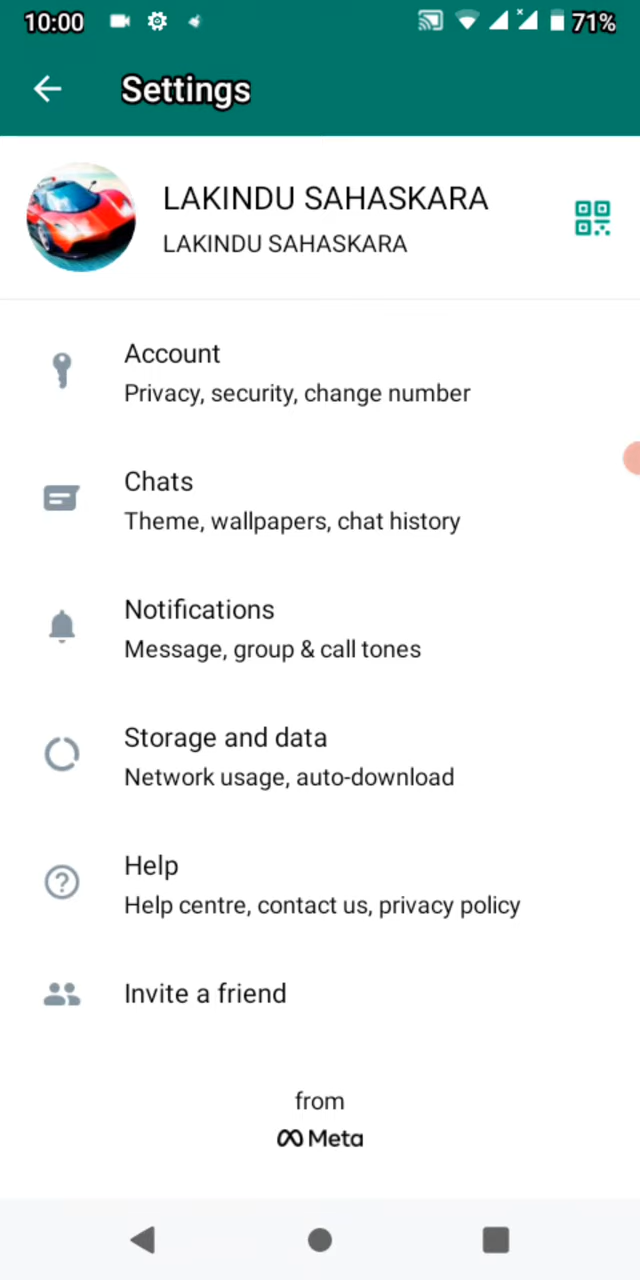 10:00 71%
Settings
LAKINDU SAHASKARA
LAKINDU SAHASKARA
Account
Privacy, security, change number
Chats
Theme, wallpapers, chat history
Notifications
Message, group & call tones
Storage and data
Network usage, auto-download
Help
Help centre, contact us, privacy policy
Invite a friend
from
Meta